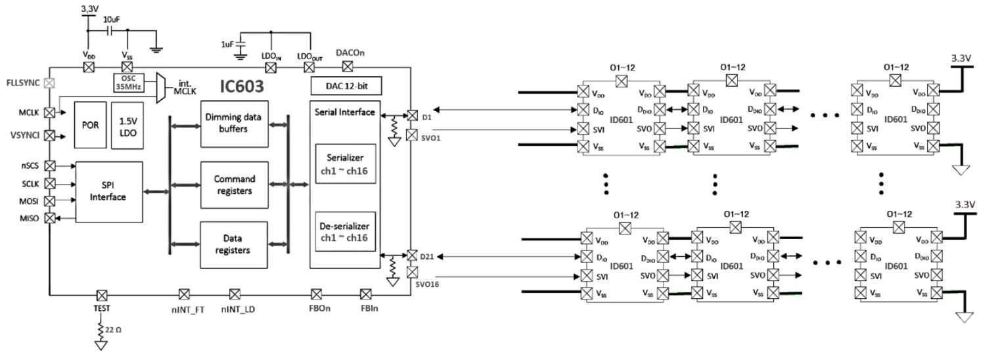 3.3V
10uF
1uF
VDD
VSS
LDOIN
LDOUT
DACOn
FLLSYNC
OSC
35MHz
int.
MCLK
IC603
DAC 12-bit
MCLK
VSYNCI
POR
1.5V
LDO
Dimming data
buffers
Serial Interface
D1
SVO1
nSCS
SCLK
MOSI
MISO
SPI
Interface
Command
registers
Serializer
ch1 ~ ch16
Data
registers
De-serializer
ch1 ~ ch16
D21
SVO16
TEST
nINT_FT
nINT_LD
FBOn
FBIn
22 Ω
O1~12
O1~12
O1~12
3.3V
VDD
VDD
VDD
VDD
VDD
VDD
DIO
DDIO
DIO
DDIO
DIO
DDIO
ID601
ID601
ID601
SVI
SVO
SVI
SVO
SVI
SVO
VSS
VSS
VSS
VSS
VSS
VSS
O1~12
O1~12
O1~12
3.3V
VDD
VDD
VDD
VDD
VDD
VDD
DIO
DDIO
DIO
DDIO
DIO
DDIO
ID601
ID601
ID601
SVI
SVO
SVI
SVO
SVI
SVO
VSS
VSS
VSS
VSS
VSS
VSS